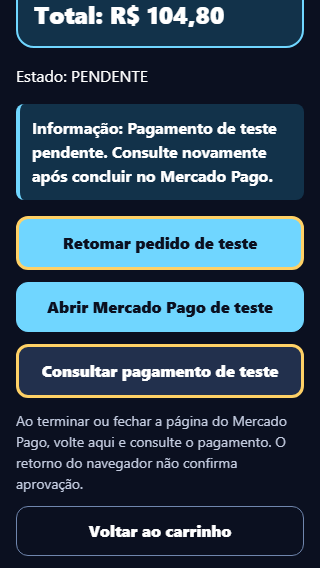 Total: R$ 104,80
Estado: PENDENTE
Informação: Pagamento de teste
pendente. Consulte novamente
após concluir no Mercado Pago.
Retomar pedido de teste
Abrir Mercado Pago de teste
Consultar pagamento de teste
Ao terminar ou fechar a página do Mercado
Pago, volte aqui e consulte o pagamento. O
retorno do navegador não confirma
aprovação.
Voltar ao carrinho